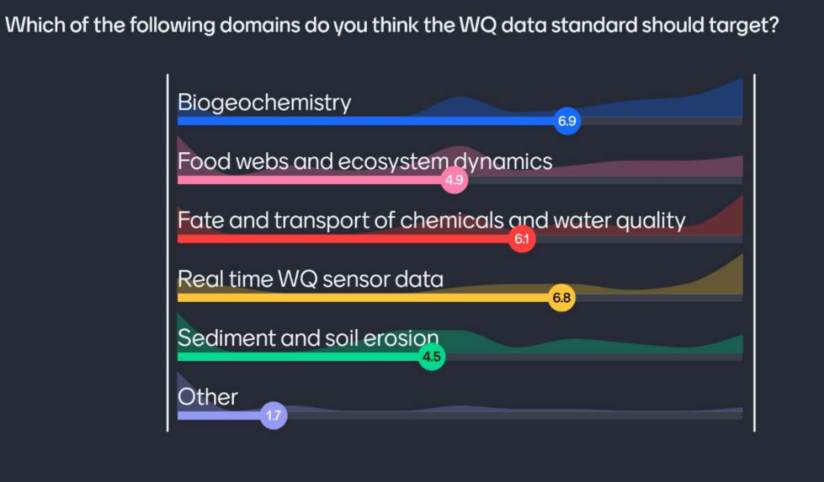 Which of the following domains do you think the WQ data standard should target?
Biogeochemistry
6.9
Food webs and ecosystem dynamics
4.9
Fate and transport of chemicals and water quality
6.1
Real time WQ sensor data
6.8
Sediment and soil erosion
4.5
Other
1.7